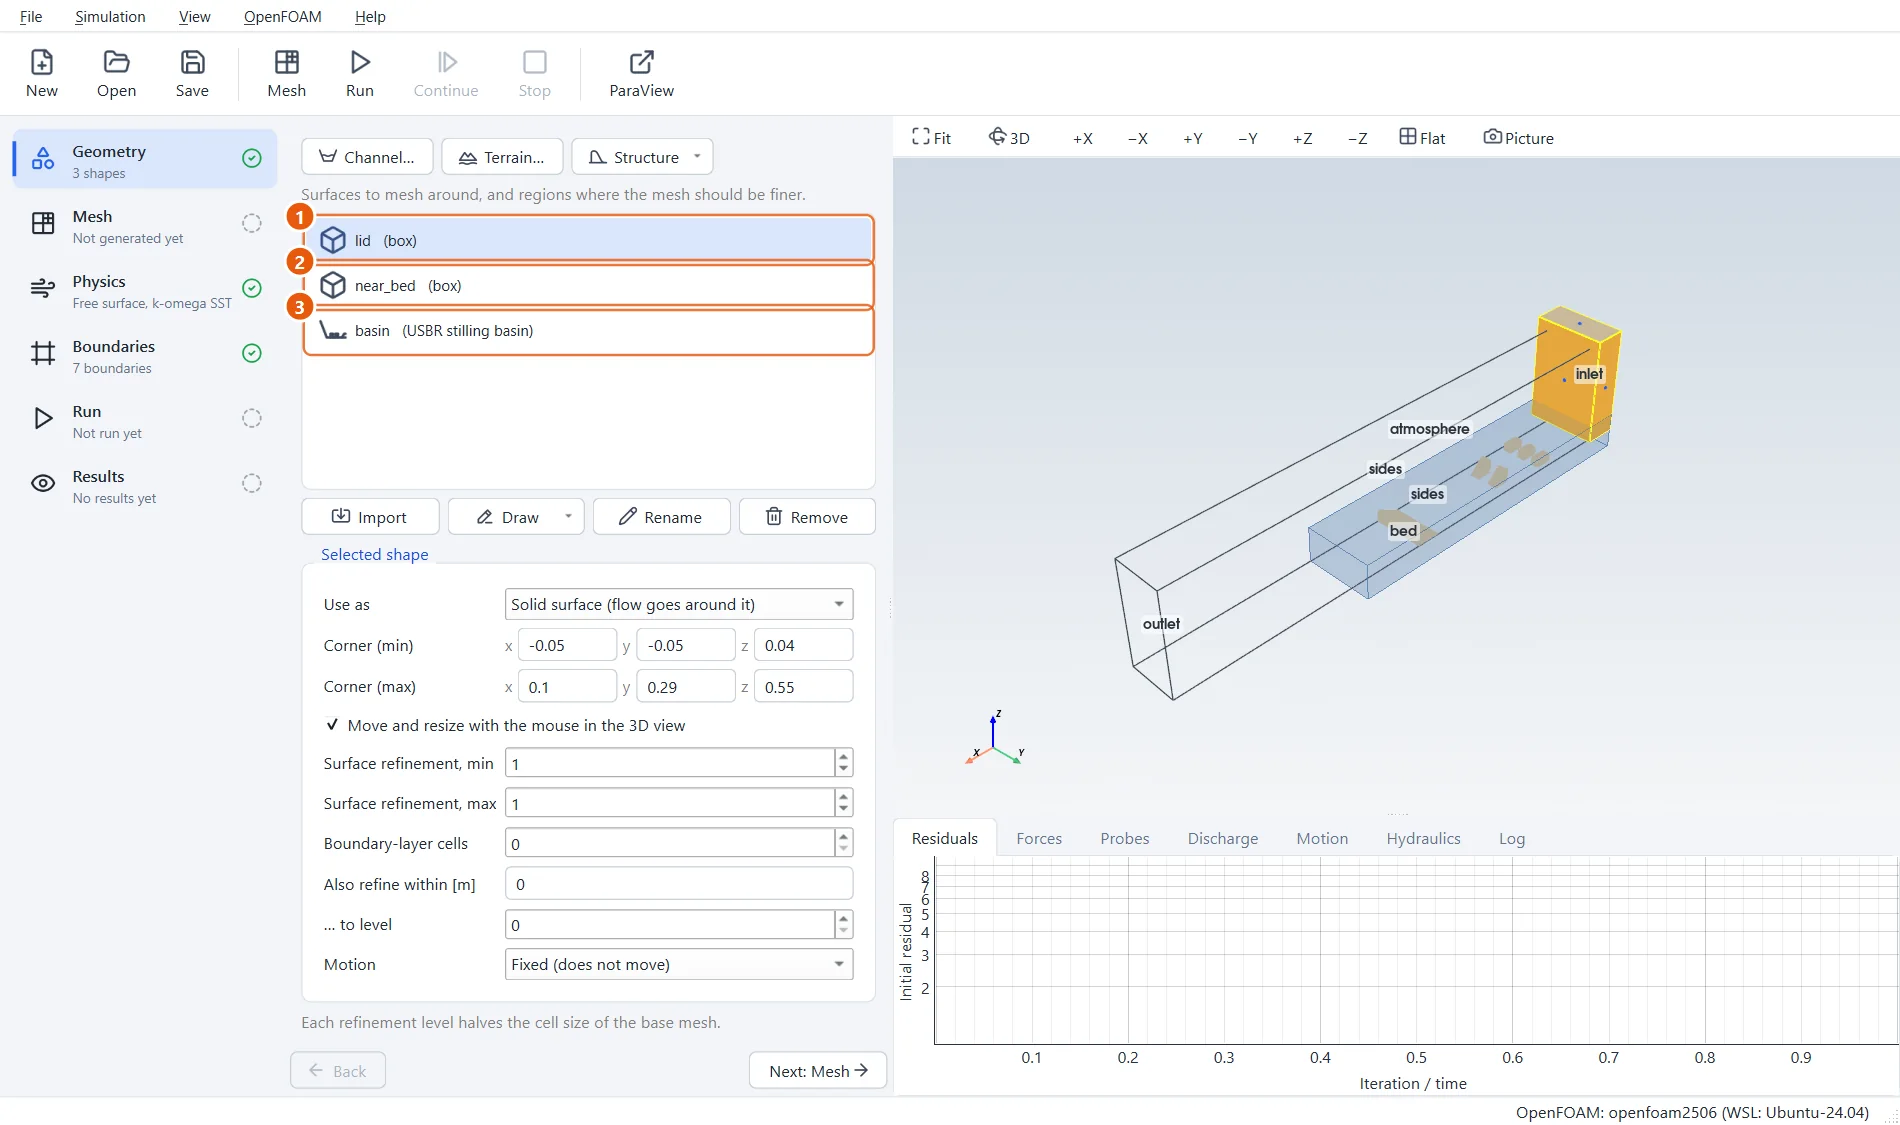 File Simulation View OpenFOAM Help
New Open Save Mesh Run Continue Stop ParaView
Geometry
3 shapes
Mesh
Not generated yet
Physics
Free surface, k-omega SST
Boundaries
7 boundaries
Run
Not run yet
Results
No results yet
Channel... Terrain... Structure
Surfaces to mesh around, and regions where the mesh should be finer.
1
lid (box)
2
near_bed (box)
3
basin (USBR stilling basin)
Import Draw Rename Remove
Selected shape
Use as Solid surface (flow goes around it)
Corner (min) x -0.05 y -0.05 z 0.04
Corner (max) x 0.1 y 0.29 z 0.55
Move and resize with the mouse in the 3D view
Surface refinement, min 1
Surface refinement, max 1
Boundary-layer cells 0
Also refine within [m] 0
... to level 0
Motion Fixed (does not move)
Each refinement level halves the cell size of the base mesh.
Back Next: Mesh
Fit 3D +X −X +Y −Y +Z −Z Flat Picture
inlet
atmosphere
sides
sides
bed
outlet
Z
X Y
Residuals Forces Probes Discharge Motion Hydraulics Log
Initial residual
8
7
6
5
4
3
2
0.1 0.2 0.3 0.4 0.5 0.6 0.7 0.8 0.9
Iteration / time
OpenFOAM: openfoam2506 (WSL: Ubuntu-24.04)